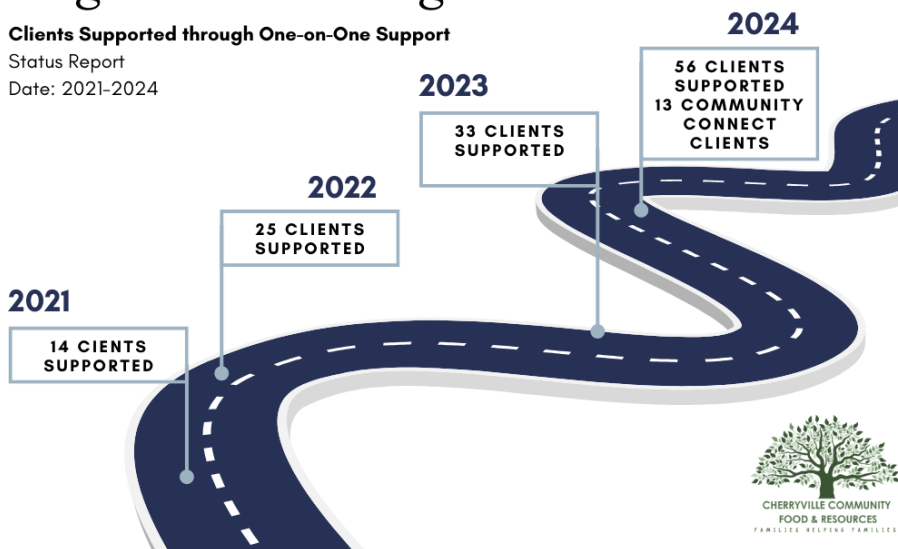 Clients Supported through One-on-One Support
Status Report
Date: 2021-2024
2024
56 CLIENTS
SUPPORTED
13 COMMUNITY
CONNECT
CLIENTS
2023
33 CLIENTS
SUPPORTED
2022
25 CLIENTS
SUPPORTED
2021
14 CIENTS
SUPPORTED
CHERRYVILLE COMMUNITY
FOOD & RESOURCES
FAMILIES HELPING FAMILIES